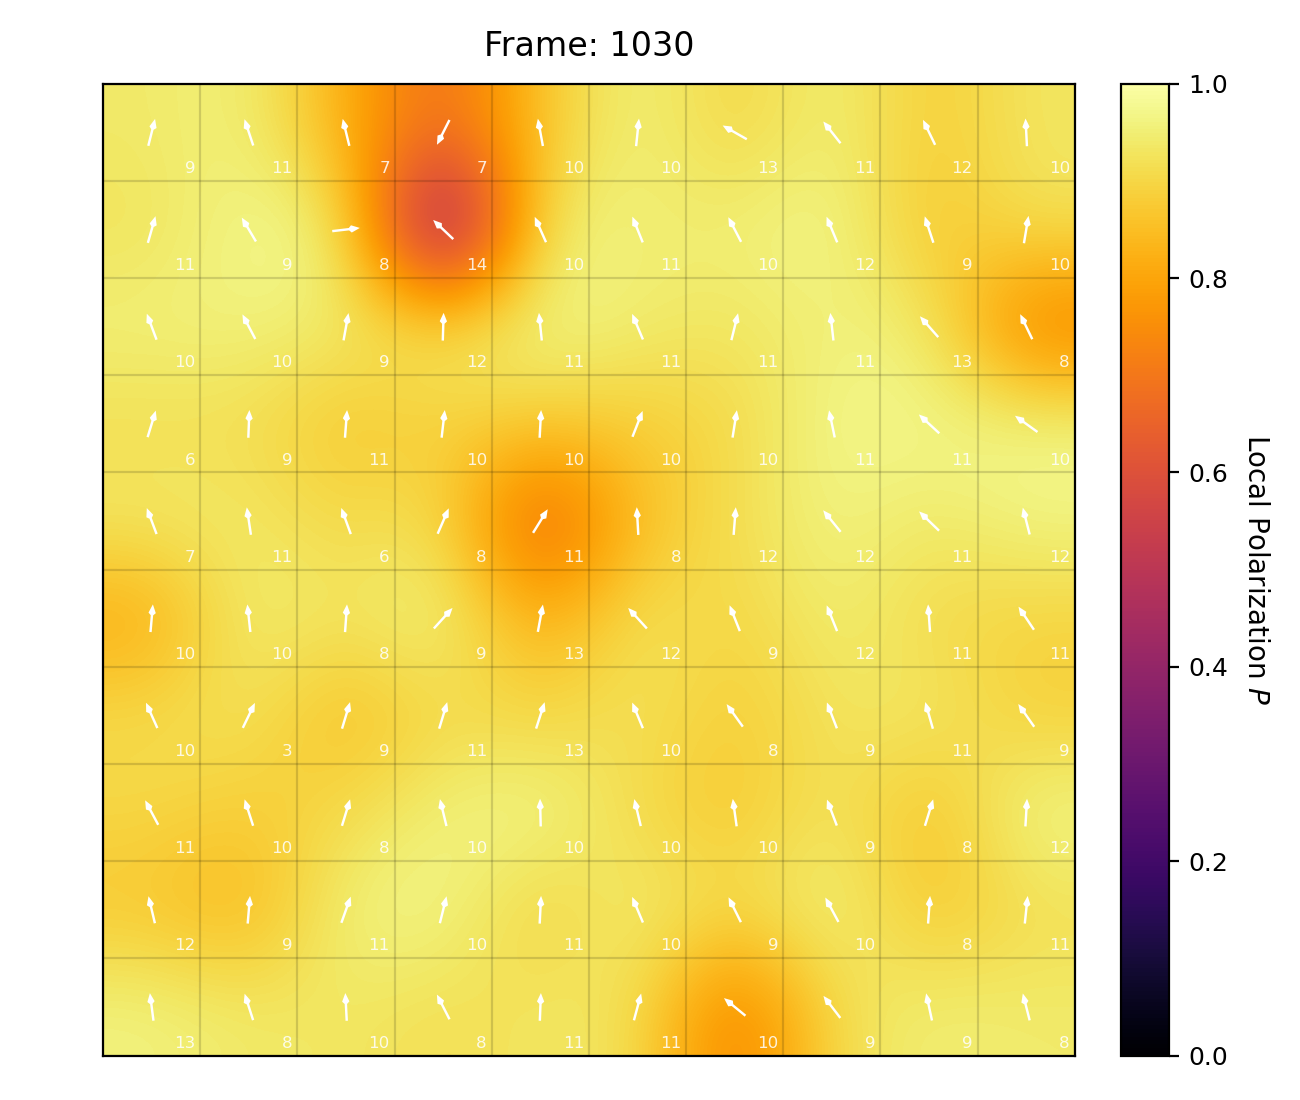 Frame: 1030
9 11 7 7 10 10 13 11 12 10
11 9 8 14 10 11 10 12 9 10
10 10 9 12 11 11 11 11 13 8
6 9 11 10 10 10 10 11 11 10
7 11 6 8 11 8 12 12 11 12
10 10 8 9 13 12 9 12 11 11
10 3 9 11 13 10 8 9 11 9
11 10 8 10 10 10 10 9 8 12
12 9 11 10 11 10 9 10 8 11
13 8 10 8 11 11 10 9 9 8
1.0
0.8
0.6
0.4
0.2
0.0
Local Polarization P